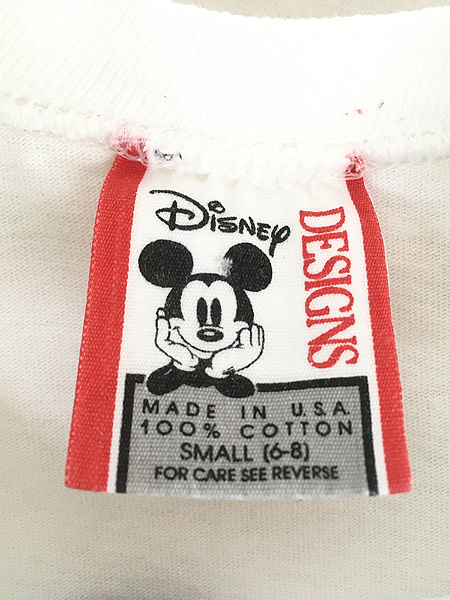 Disney
DESIGNS
MADE IN U.S.A.
100% COTTON
SMALL (6-8)
FOR CARE SEE REVERSE